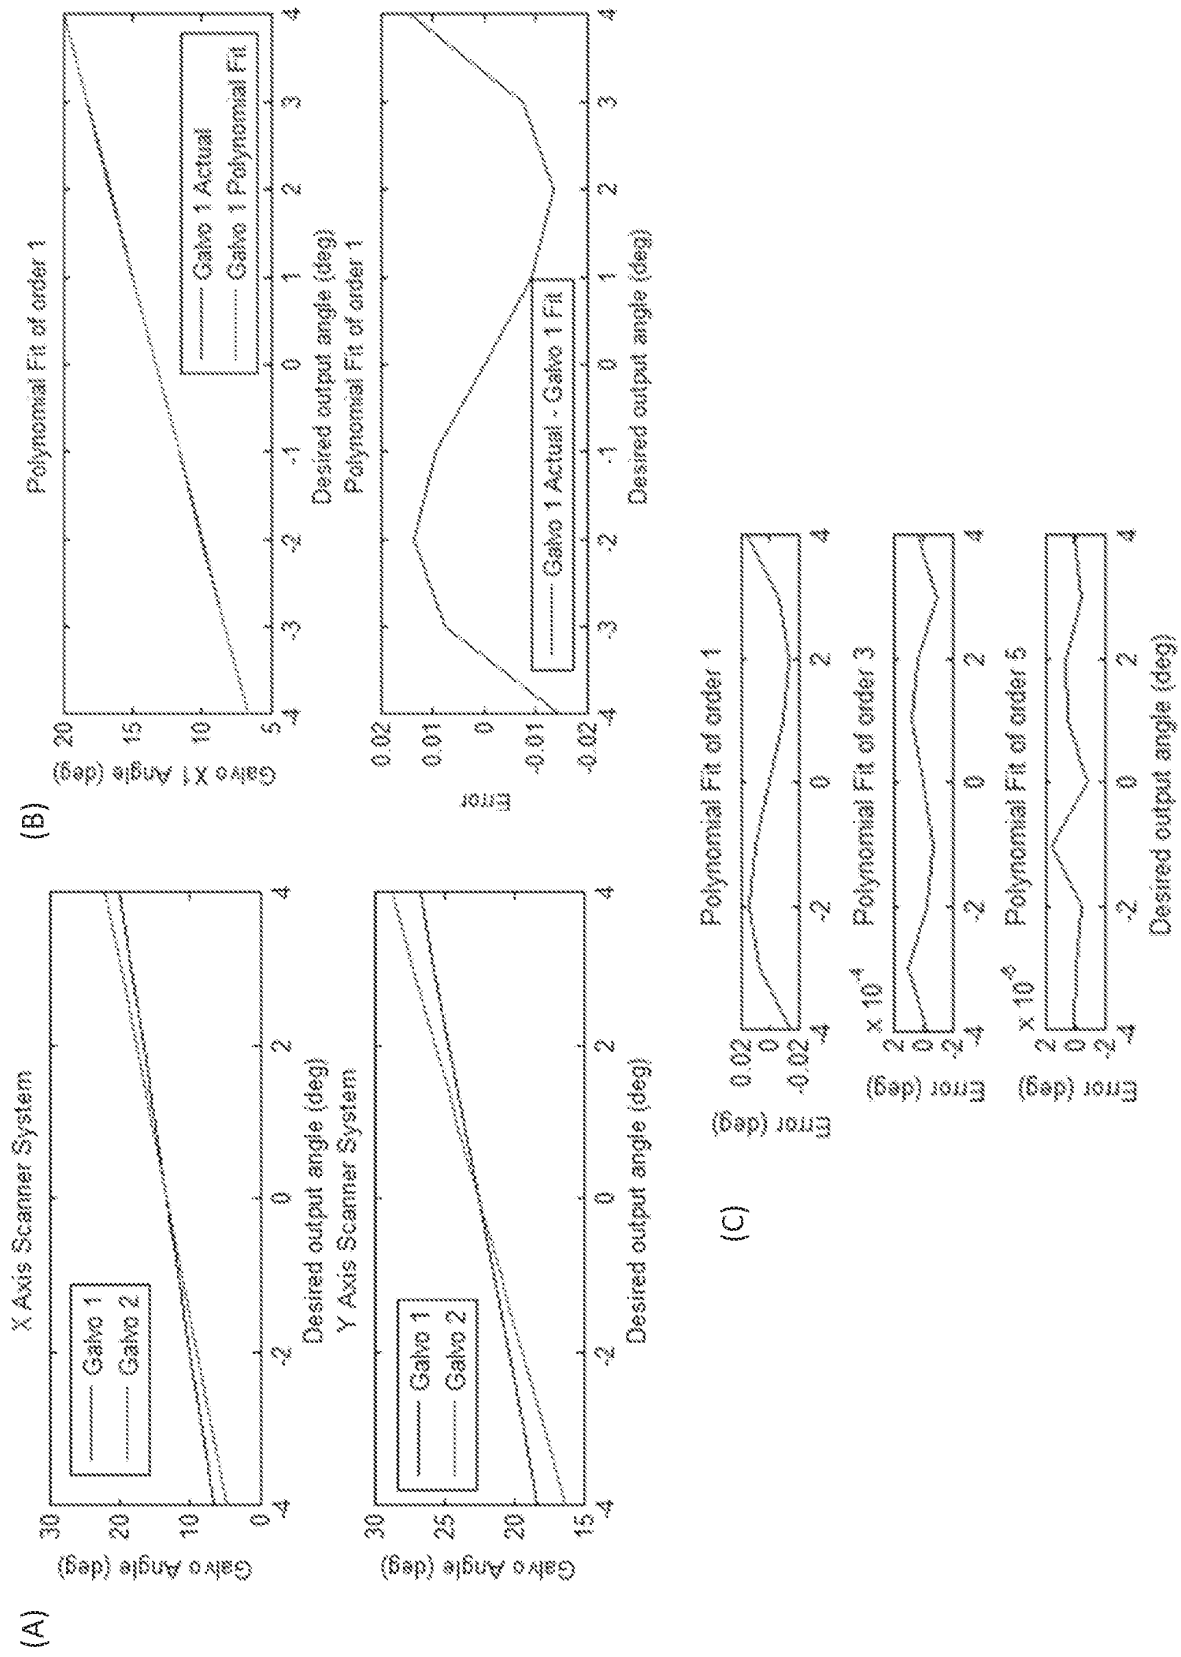 (A)
X Axis Scanner System
30
20
10
0
Galvo Angle (deg)
Galvo 1
Galvo 2
-4
-2
0
2
4
Desired output angle (deg)
Y Axis Scanner System
30
25
20
15
Galvo Angle (deg)
Galvo 1
Galvo 2
-4
-2
0
2
4
Desired output angle (deg)
(B)
Polynomial Fit of order 1
20
15
10
5
Galvo X1 Angle (deg)
Galvo 1 Actual
Galvo 1 Polynomial Fit
-4
-3
-2
-1
0
1
2
3
4
Desired output angle (deg)
Polynomial Fit of order 1
0.02
0.01
0
-0.01
-0.02
Error
Galvo 1 Actual - Galvo 1 Fit
-4
-3
-2
-1
0
1
2
3
4
Desired output angle (deg)
(C)
Polynomial Fit of order 1
0.02
0
-0.02
Error (deg)
-4
-2
0
2
4
x 10-4
Polynomial Fit of order 3
2
0
-2
Error (deg)
-4
-2
0
2
4
Polynomial Fit of order 5
2
0
-2
Error (deg)
-4
-2
0
2
4
Desired output angle (deg)